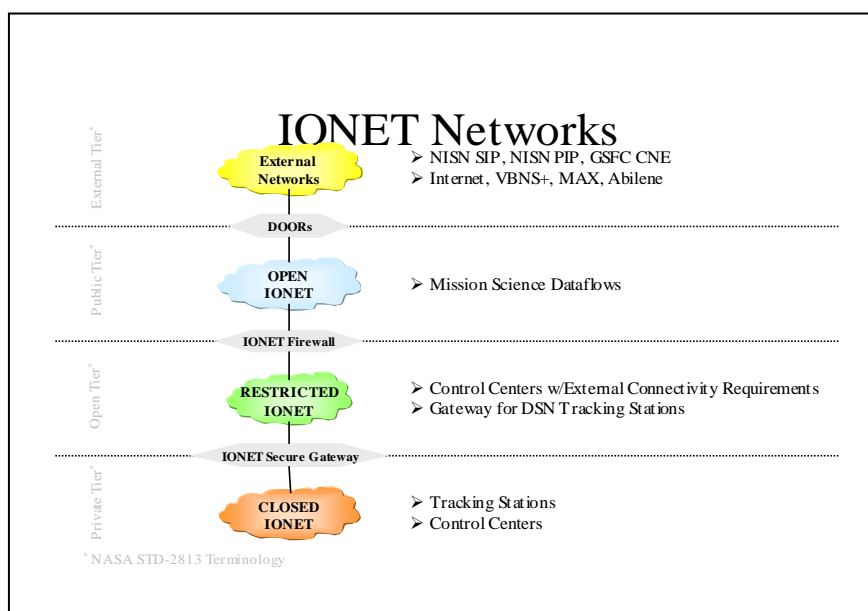 IONET Networks
External Tier*
External
Networks
➢ NISN SIP, NISN PIP, GSFC CNE
➢ Internet, VBNS+, MAX, Abilene
DOORs
Public Tier*
OPEN
IONET
➢ Mission Science Dataflows
IONET Firewall
Open Tier*
RESTRICTED
IONET
➢ Control Centers w/External Connectivity Requirements
➢ Gateway for DSN Tracking Stations
IONET Secure Gateway
Private Tier*
CLOSED
IONET
➢ Tracking Stations
➢ Control Centers
* NASA STD-2813 Terminology